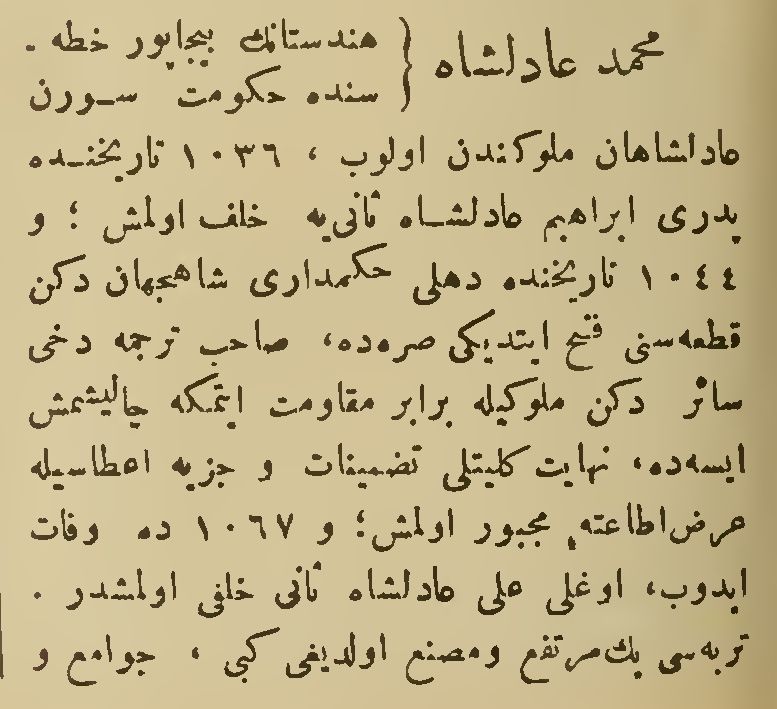 محمد عادلشاه { هندستانك بيجاپور خطه‌
سنده حكومت سورن
عادلشاهان ملوكندن اولوب ، ١٠٣٦ تاريخنده
پدرى ابراهيم عادلشاه ثانى‌يه خلف اولمش ؛ و
١٠٤٤ تاريخنده دهلى حكمدارى شاهجهان دكن
قطعه‌سنى فتح ايتديكى صره‌ده، صاحب ترجمه دخى
سائر دكن ملوكيله برابر مقاومت ايتمكه چاليشمش
ايسه‌ده، نهايت كليتلى تضمينات و جزيه اعطاسيله
عرض اطاعته مجبور اولمش؛ و ١٠٦٧ ده وفات
ايدوب، اوغلى على عادلشاه ثانى خلفى اولمشدر .
تربه‌سى پك مرتفع ومصنع اولديغى كبى ، جوامع و